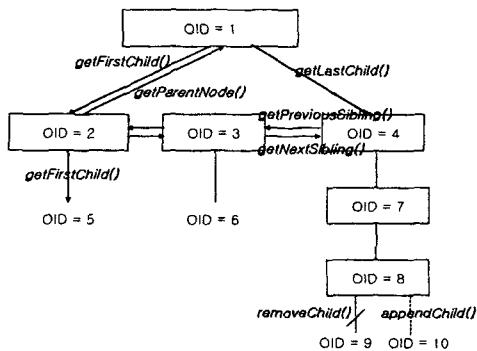 OID = 1
getFirstChild()
getLastChild()
getParentNode()
getPreviousSibling()
OID = 2
OID = 3
OID = 4
getNextSibling()
getFirstChild()
OID = 5
OID = 6
OID = 7
OID = 8
removeChild()
appendChild()
OID = 9
OID = 10